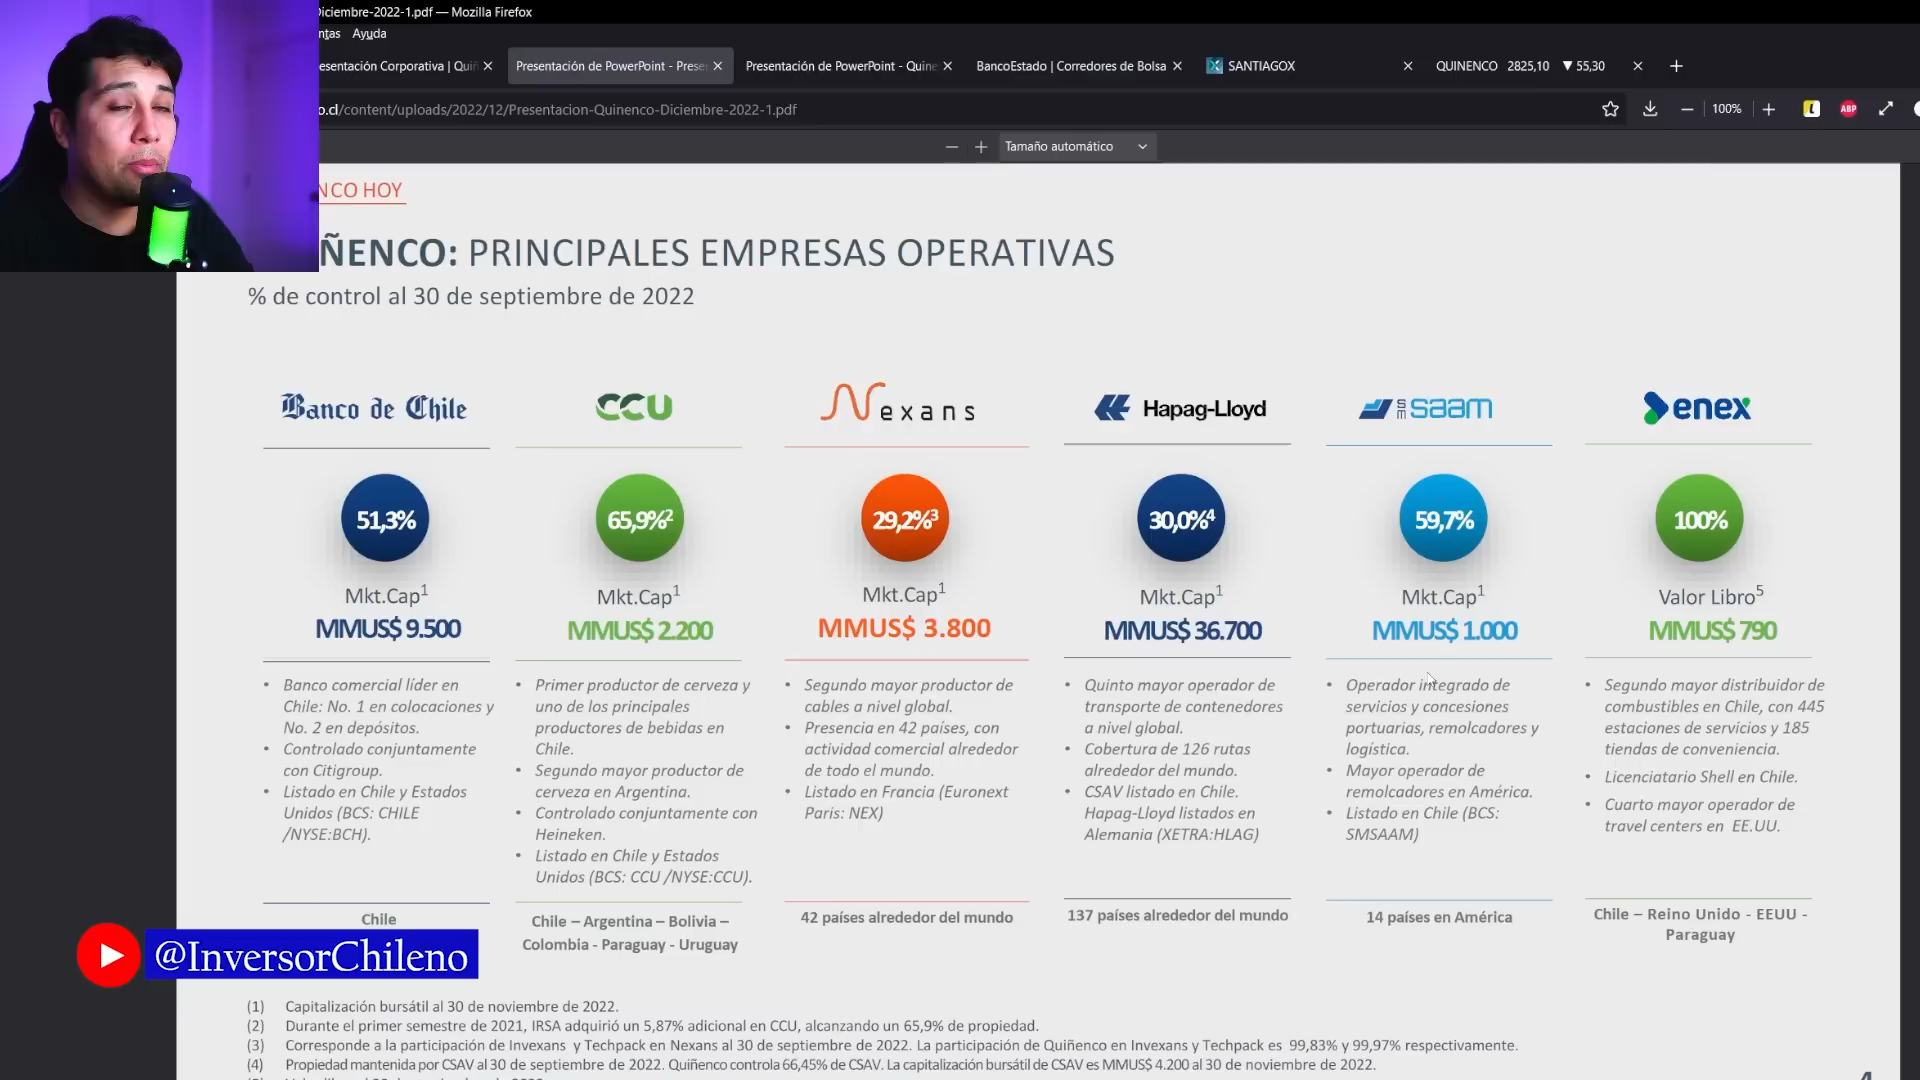 Diciembre-2022-1.pdf — Mozilla Firefox
ntas Ayuda
esentación Corporativa | Quiñ
Presentación de PowerPoint - Prese
Presentación de PowerPoint - Quine
BancoEstado | Corredores de Bolsa
SANTIAGOX
QUINENCO 2825,10 ▼ 55,30
o.cl/content/uploads/2022/12/Presentacion-Quinenco-Diciembre-2022-1.pdf
100%
ABP
Tamaño automático
NCO HOY
ÑENCO: PRINCIPALES EMPRESAS OPERATIVAS
% de control al 30 de septiembre de 2022
Banco de Chile
51,3%
Mkt.Cap1
MMUS$ 9.500
• Banco comercial líder en
Chile: No. 1 en colocaciones y
No. 2 en depósitos.
• Controlado conjuntamente
con Citigroup.
• Listado en Chile y Estados
Unidos (BCS: CHILE
/NYSE:BCH).
Chile
CCU
65,9%2
Mkt.Cap1
MMUS$ 2.200
• Primer productor de cerveza y
uno de los principales
productores de bebidas en
Chile.
• Segundo mayor productor de
cerveza en Argentina.
• Controlado conjuntamente con
Heineken.
• Listado en Chile y Estados
Unidos (BCS: CCU /NYSE:CCU).
Chile – Argentina – Bolivia –
Colombia - Paraguay - Uruguay
Nexans
29,2%3
Mkt.Cap1
MMUS$ 3.800
• Segundo mayor productor de
cables a nivel global.
• Presencia en 42 países, con
actividad comercial alrededor
de todo el mundo.
• Listado en Francia (Euronext
Paris: NEX)
42 países alrededor del mundo
Hapag-Lloyd
30,0%4
Mkt.Cap1
MMUS$ 36.700
• Quinto mayor operador de
transporte de contenedores
a nivel global.
• Cobertura de 126 rutas
alrededor del mundo.
• CSAV listado en Chile.
Hapag-Lloyd listados en
Alemania (XETRA:HLAG)
137 países alrededor del mundo
SM saam
59,7%
Mkt.Cap1
MMUS$ 1.000
• Operador integrado de
servicios y concesiones
portuarias, remolcadores y
logística.
• Mayor operador de
remolcadores en América.
• Listado en Chile (BCS:
SMSAAM)
14 países en América
enex
100%
Valor Libro5
MMUS$ 790
• Segundo mayor distribuidor de
combustibles en Chile, con 445
estaciones de servicios y 185
tiendas de conveniencia.
• Licenciatario Shell en Chile.
• Cuarto mayor operador de
travel centers en EE.UU.
Chile – Reino Unido - EEUU -
Paraguay
@InversorChileno
(1) Capitalización bursátil al 30 de noviembre de 2022.
(2) Durante el primer semestre de 2021, IRSA adquirió un 5,87% adicional en CCU, alcanzando un 65,9% de propiedad.
(3) Corresponde a la participación de Invexans y Techpack en Nexans al 30 de septiembre de 2022. La participación de Quiñenco en Invexans y Techpack es 99,83% y 99,97% respectivamente.
(4) Propiedad mantenida por CSAV al 30 de septiembre de 2022. Quiñenco controla 66,45% de CSAV. La capitalización bursátil de CSAV es MMUS$ 4.200 al 30 de noviembre de 2022.